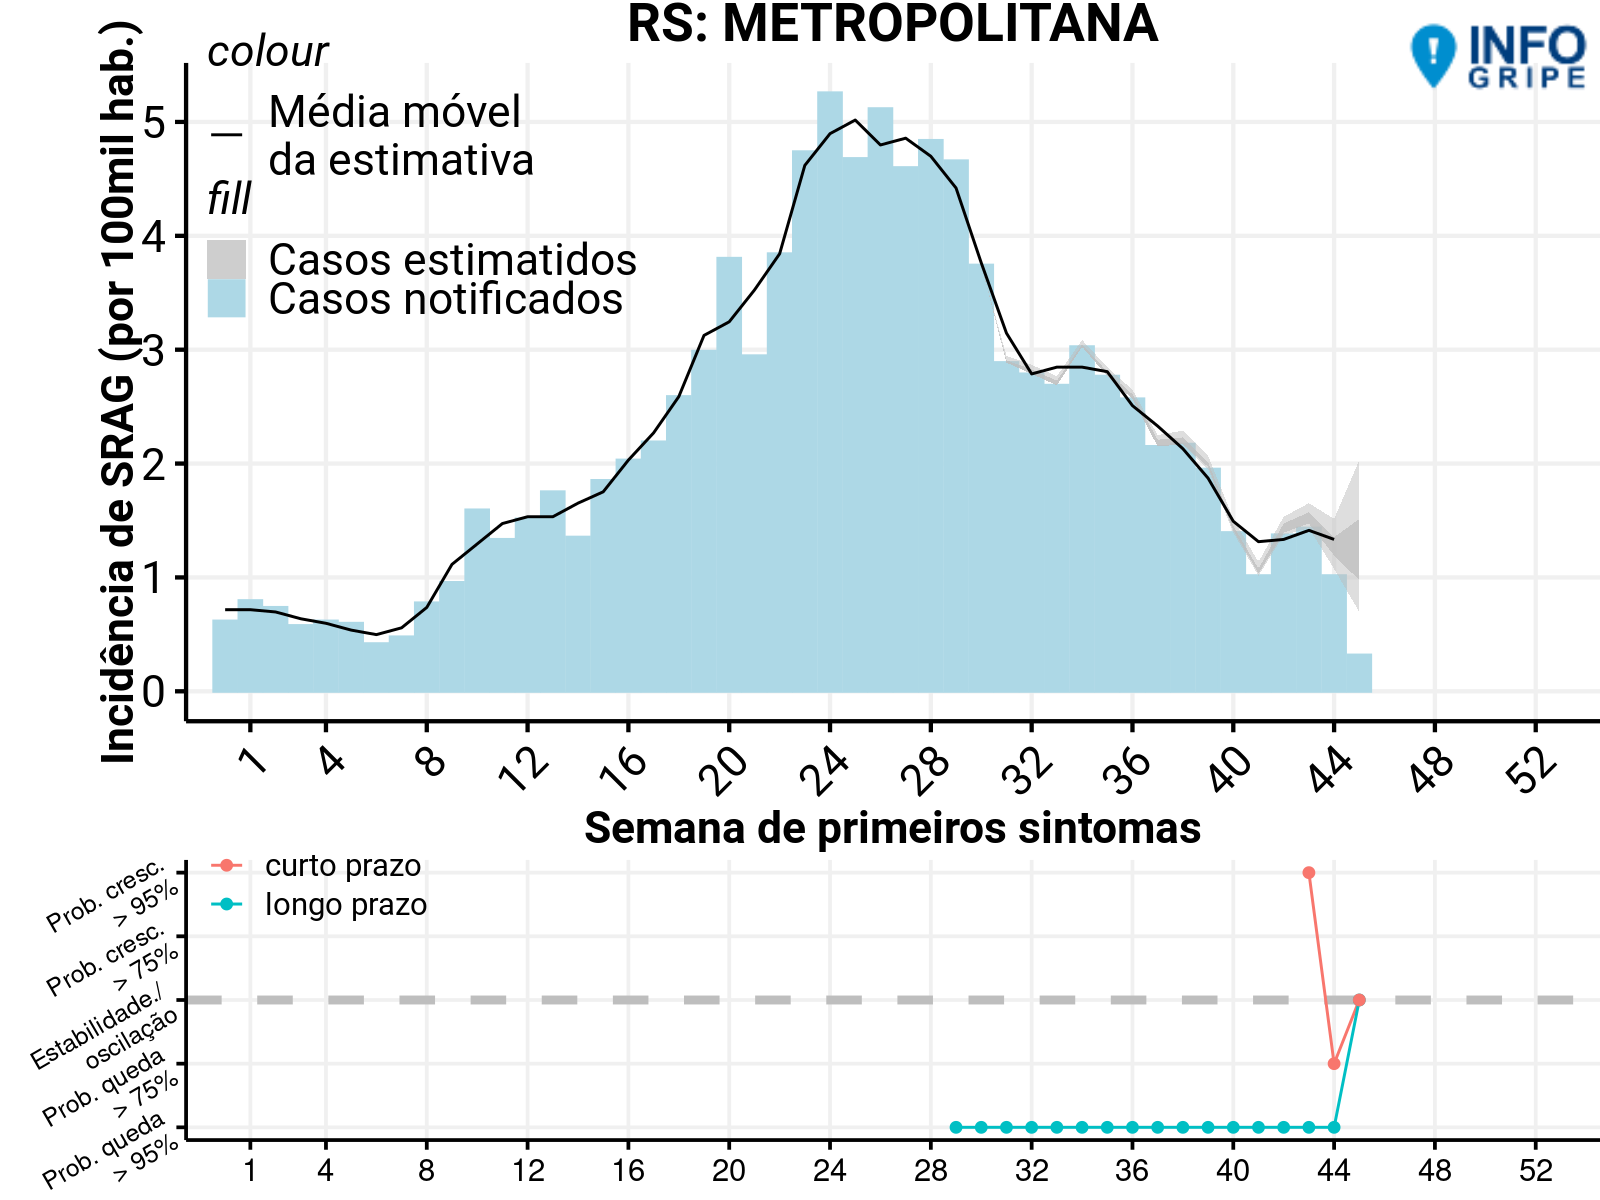 RS: METROPOLITANA
INFO
GRIPE
Incidência de SRAG (por 100mil hab.)
colour
Média móvel
da estimativa
fill
Casos estimatidos
Casos notificados
5
4
3
2
1
0
1 4 8 12 16 20 24 28 32 36 40 44 48 52
Semana de primeiros sintomas
curto prazo
longo prazo
Prob. cresc.
> 95%
Prob. cresc.
> 75%
Estabilidade./
oscilação
Prob. queda
> 75%
Prob. queda
> 95%
1 4 8 12 16 20 24 28 32 36 40 44 48 52